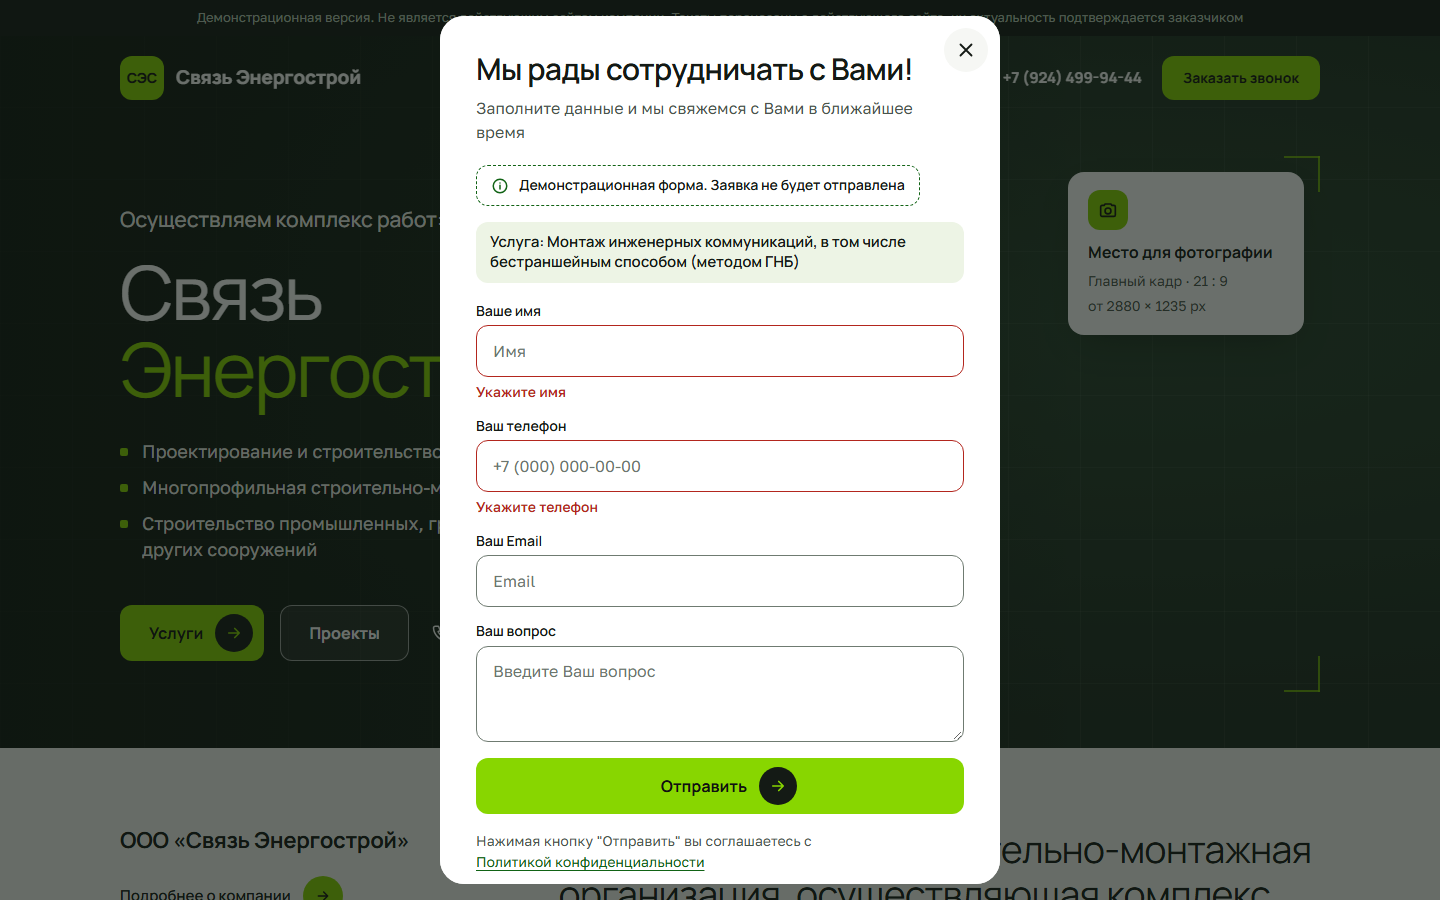 Демонстрационная версия. Не является
актуальность подтверждается заказчиком
СЭС
Связь Энергострой
+7 (924) 499-94-44
Заказать звонок
Мы рады сотрудничать с Вами!
Заполните данные и мы свяжемся с Вами в ближайшее
время
Демонстрационная форма. Заявка не будет отправлена
Услуга: Монтаж инженерных коммуникаций, в том числе
бестраншейным способом (методом ГНБ)
Ваше имя
Имя
Укажите имя
Ваш телефон
+7 (000) 000-00-00
Укажите телефон
Ваш Email
Email
Ваш вопрос
Введите Ваш вопрос
Отправить
Нажимая кнопку "Отправить" вы соглашаетесь с
Политикой конфиденциальности
Осуществляем комплекс работ
Связь
Энергост
Проектирование и строительство
Многопрофильная строительно-м
Строительство промышленных, г
других сооружений
Услуги
Проекты
Место для фотографии
Главный кадр · 21 : 9
от 2880 × 1235 px
ООО «Связь Энергострой»
Подробнее о компании
ельно-монтажная
организация, осуществляющая комплекс